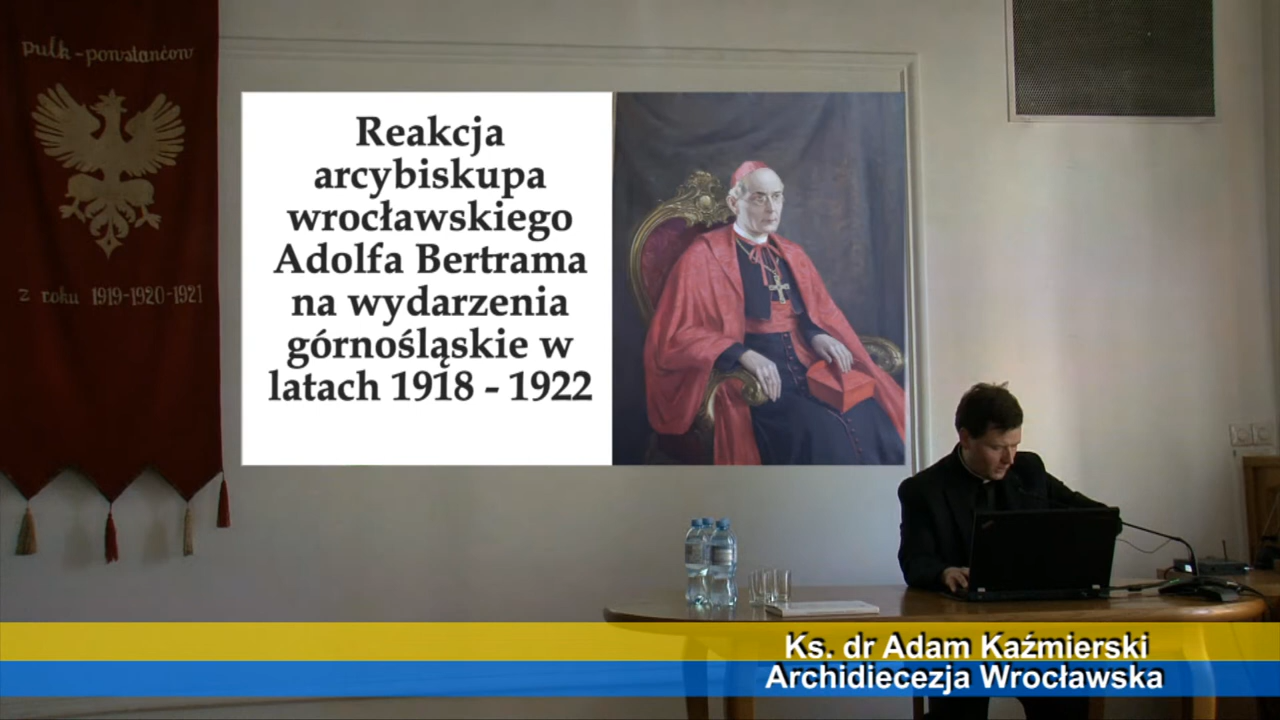 pułk-powstańców
z roku 1919-1920-1921
Reakcja
arcybiskupa
wrocławskiego
Adolfa Bertrama
na wydarzenia
górnośląskie w
latach 1918 - 1922
Ks. dr Adam Kaźmierski
Archidiecezja Wrocławska